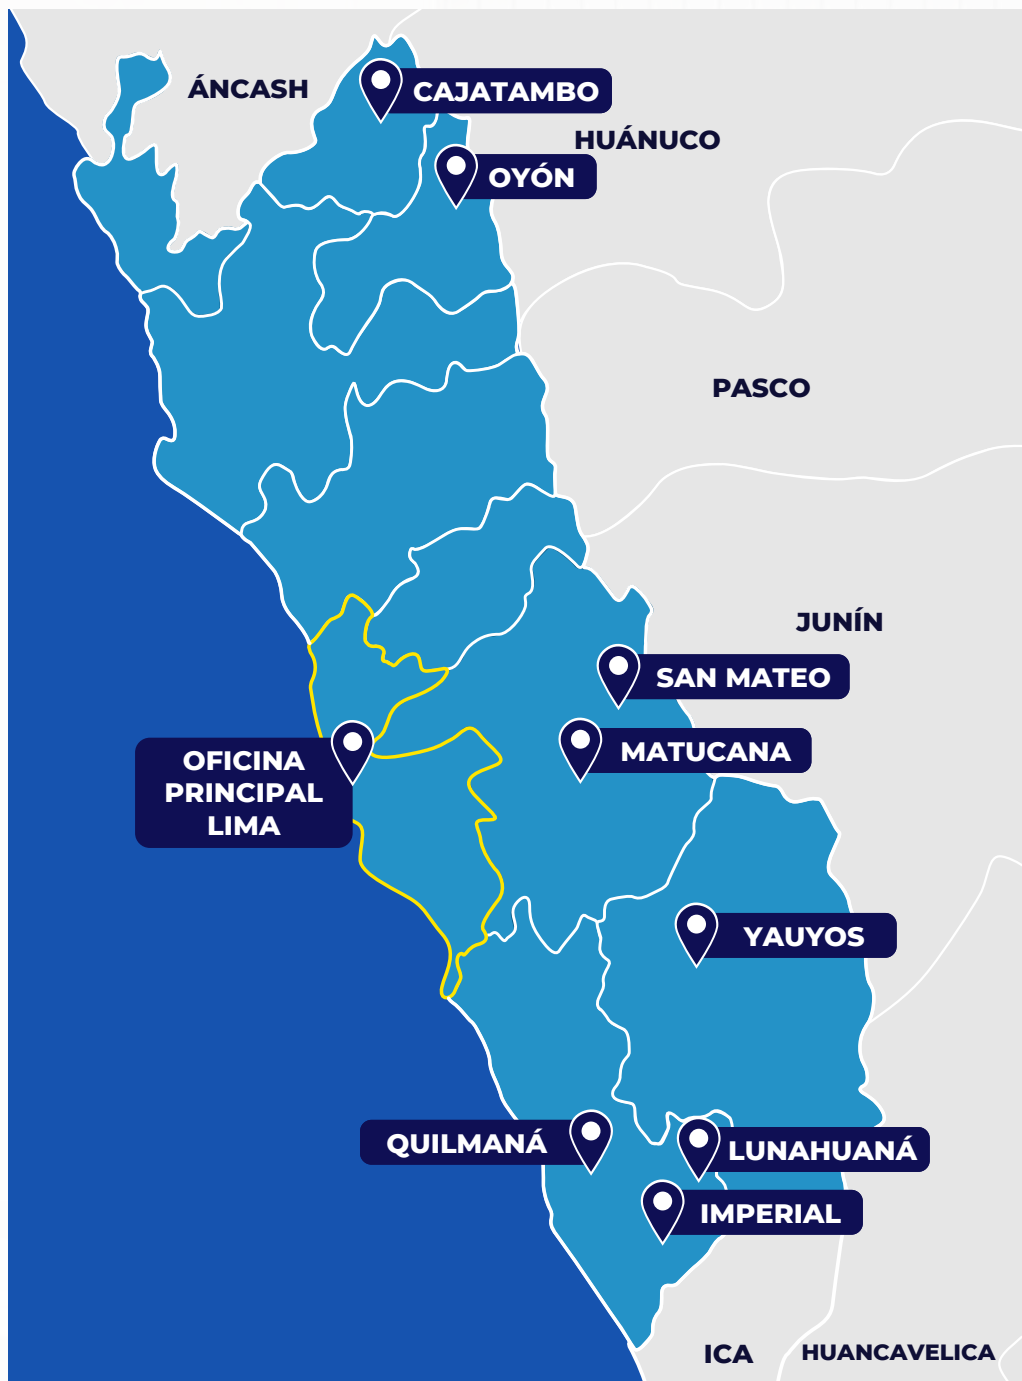 ÁNCASH
CAJATAMBO
HUÁNUCO
OYÓN
PASCO
JUNÍN
SAN MATEO
MATUCANA
OFICINA
PRINCIPAL
LIMA
YAUYOS
QUILMANÁ
LUNAHUANÁ
IMPERIAL
ICA
HUANCAVELICA